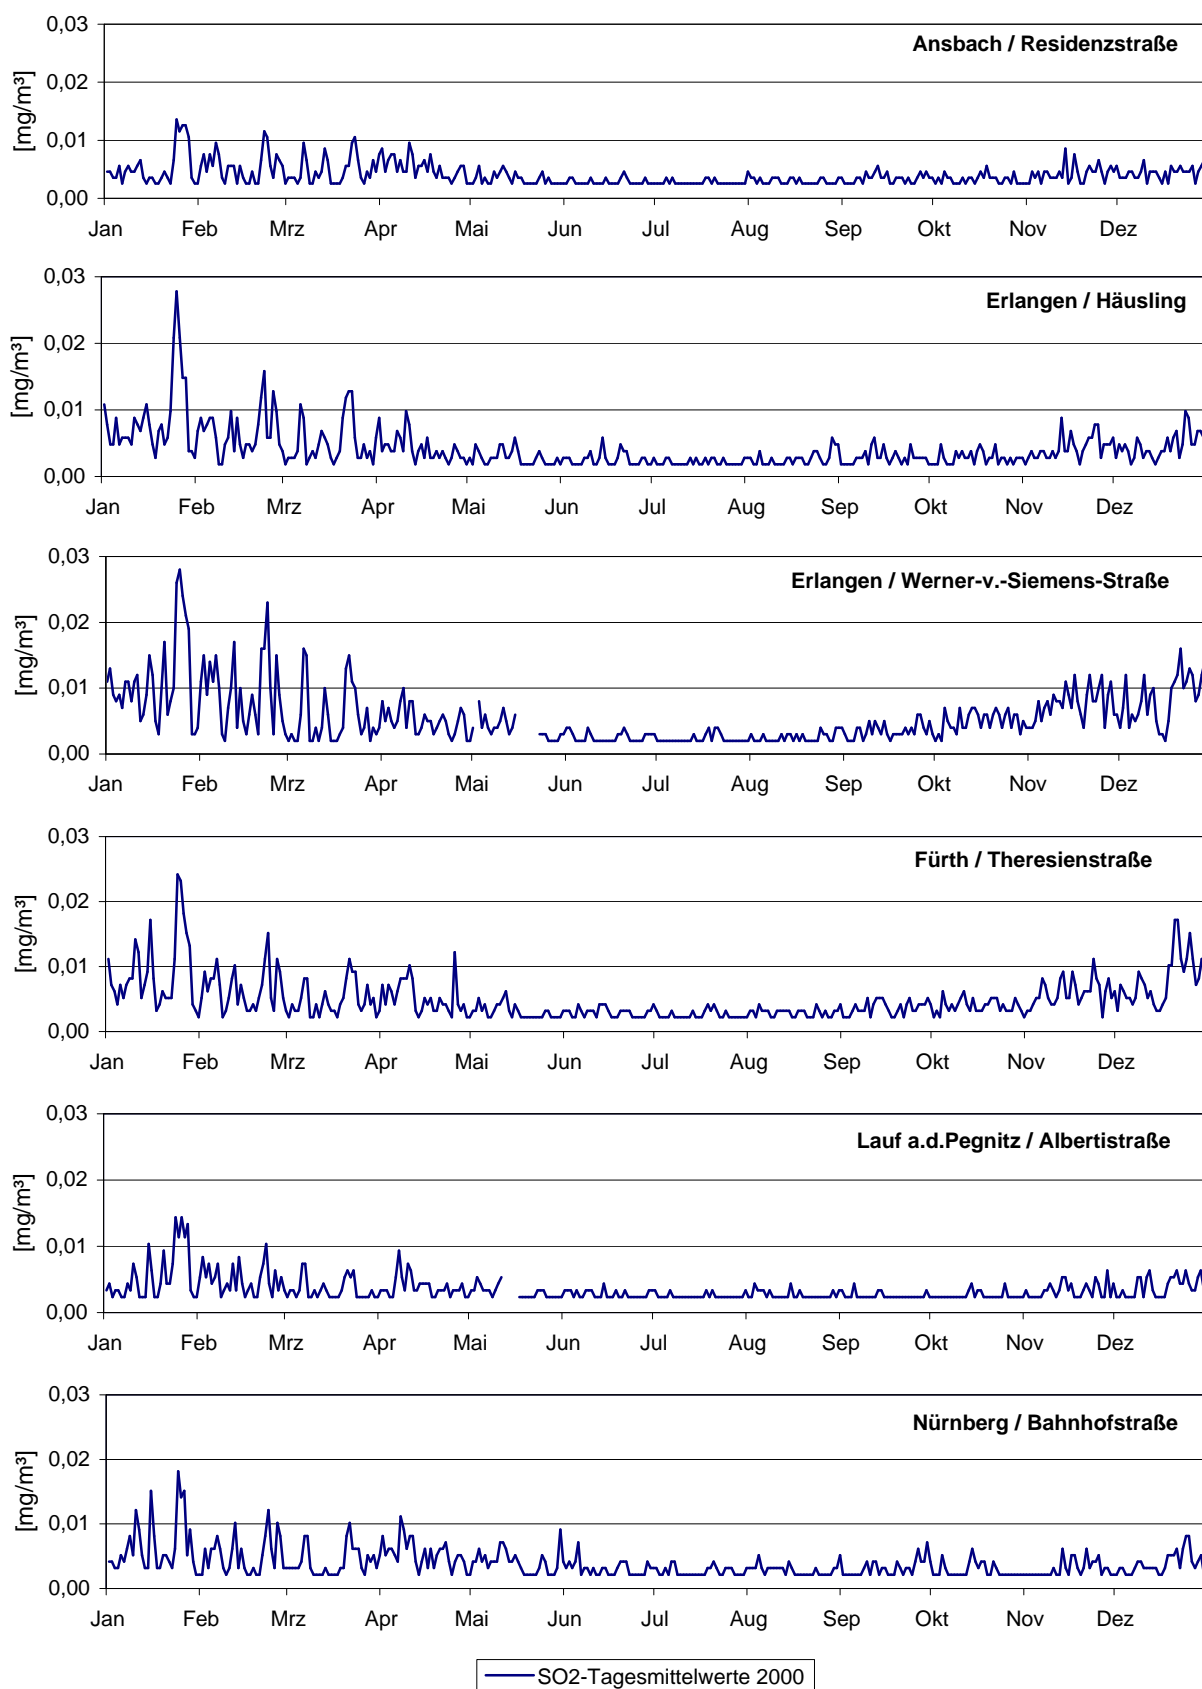 0,03
Ansbach / Residenzstraße
0,02
[mg/m³]
0,01
0,00
Jan Feb Mrz Apr Mai Jun Jul Aug Sep Okt Nov Dez
0,03
Erlangen / Häusling
0,02
[mg/m³]
0,01
0,00
Jan Feb Mrz Apr Mai Jun Jul Aug Sep Okt Nov Dez
0,03
Erlangen / Werner-v.-Siemens-Straße
0,02
[mg/m³]
0,01
0,00
Jan Feb Mrz Apr Mai Jun Jul Aug Sep Okt Nov Dez
0,03
Fürth / Theresienstraße
0,02
[mg/m³]
0,01
0,00
Jan Feb Mrz Apr Mai Jun Jul Aug Sep Okt Nov Dez
0,03
Lauf a.d.Pegnitz / Albertistraße
0,02
[mg/m³]
0,01
0,00
Jan Feb Mrz Apr Mai Jun Jul Aug Sep Okt Nov Dez
0,03
Nürnberg / Bahnhofstraße
0,02
[mg/m³]
0,01
0,00
Jan Feb Mrz Apr Mai Jun Jul Aug Sep Okt Nov Dez
SO2-Tagesmittelwerte 2000